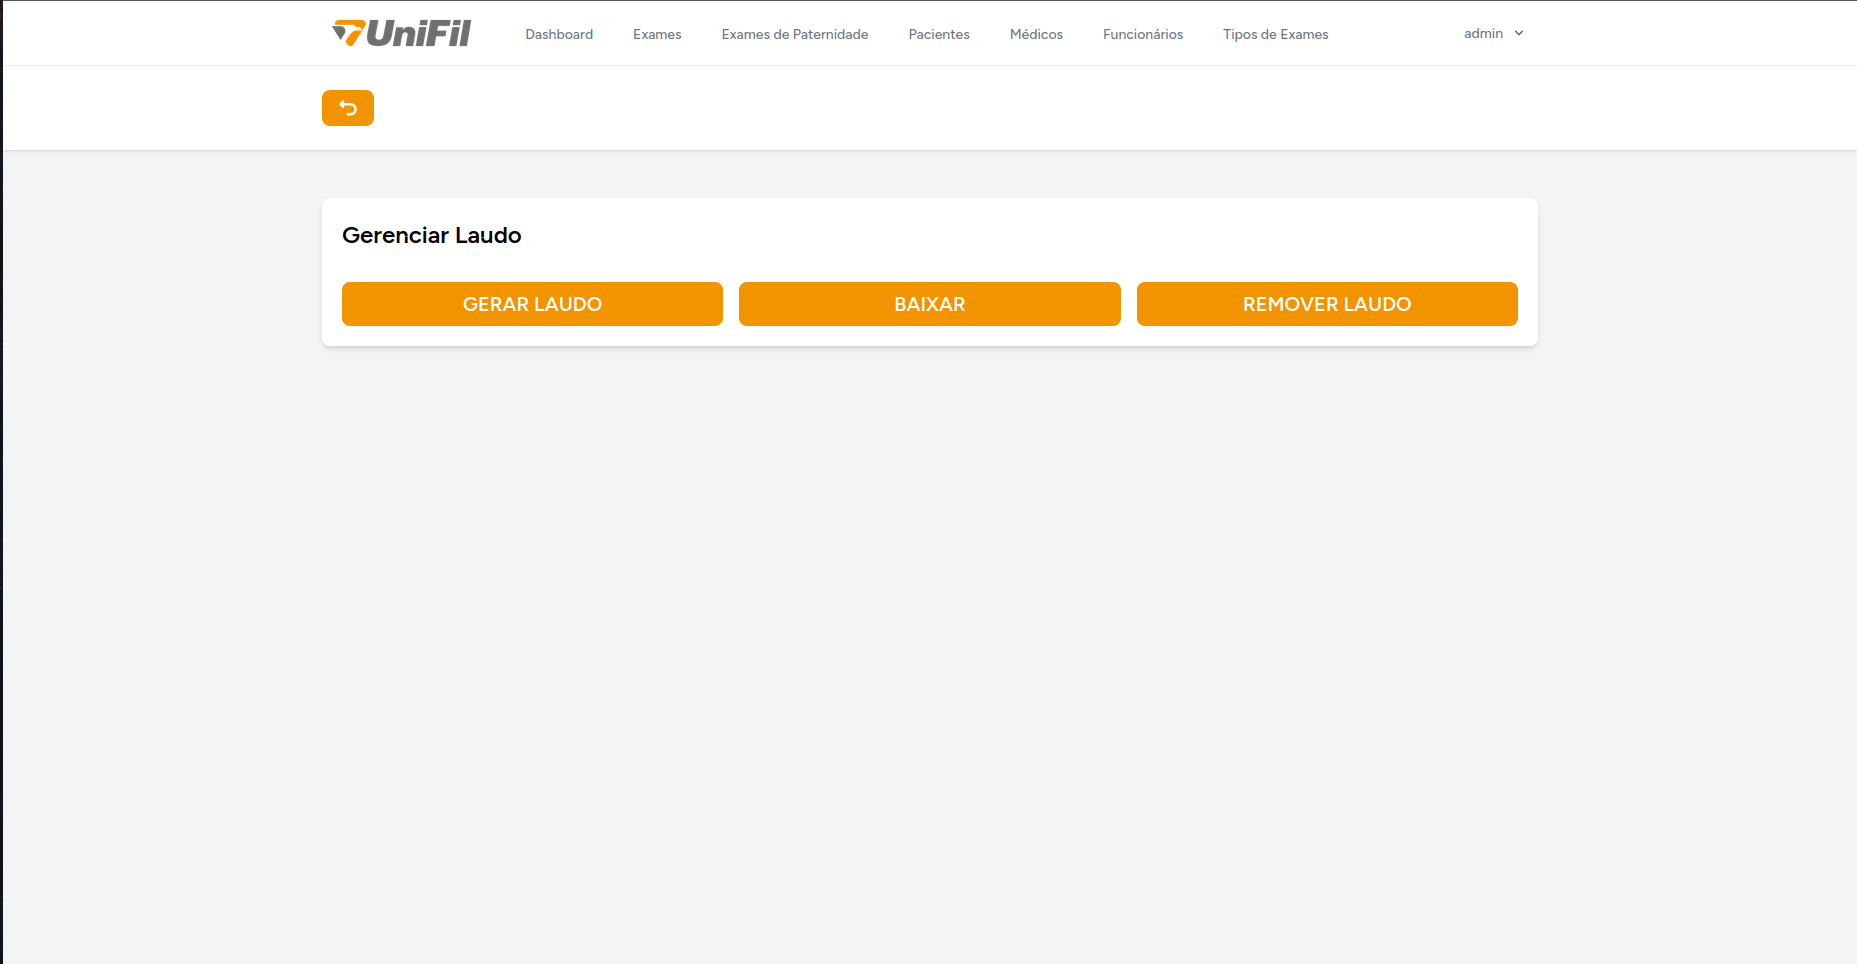 UniFil
Dashboard
Exames
Exames de Paternidade
Pacientes
Médicos
Funcionários
Tipos de Exames
admin
Gerenciar Laudo
GERAR LAUDO
BAIXAR
REMOVER LAUDO